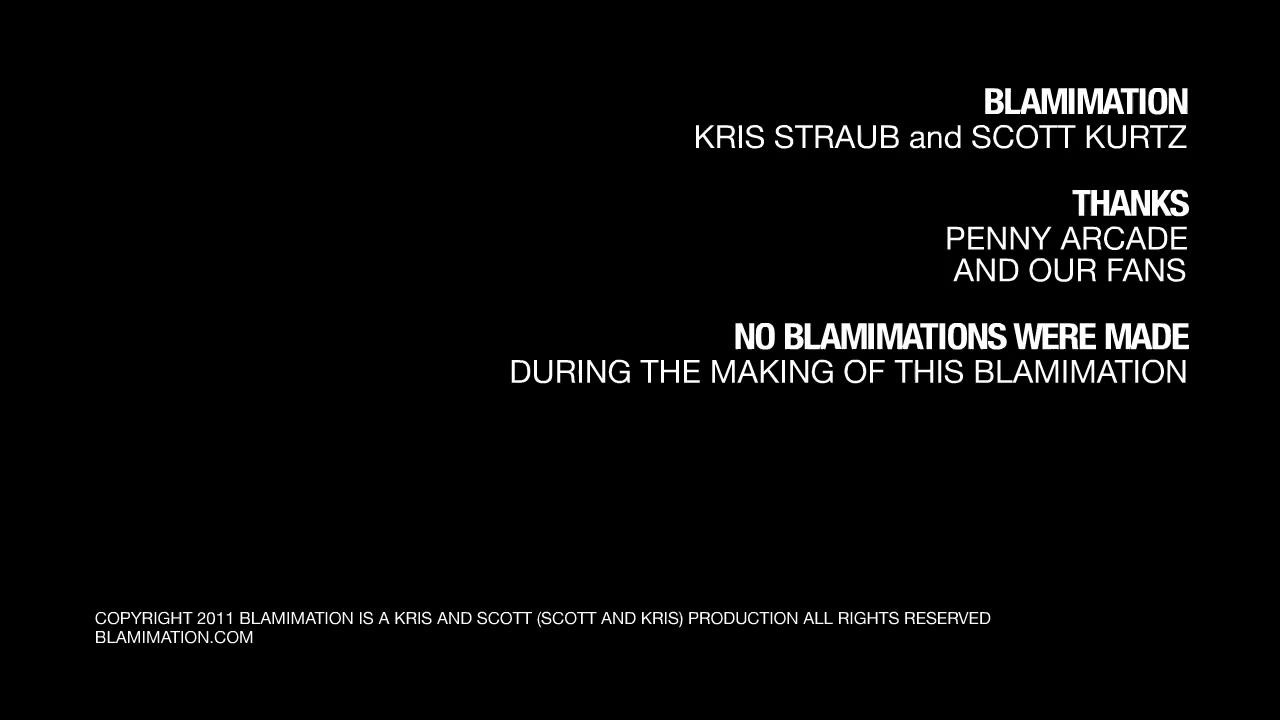 BLAMIMATION
KRIS STRAUB and SCOTT KURTZ
THANKS
PENNY ARCADE
AND OUR FANS
NO BLAMIMATIONS WERE MADE
DURING THE MAKING OF THIS BLAMIMATION
COPYRIGHT 2011 BLAMIMATION IS A KRIS AND SCOTT (SCOTT AND KRIS) PRODUCTION ALL RIGHTS RESERVED
BLAMIMATION.COM